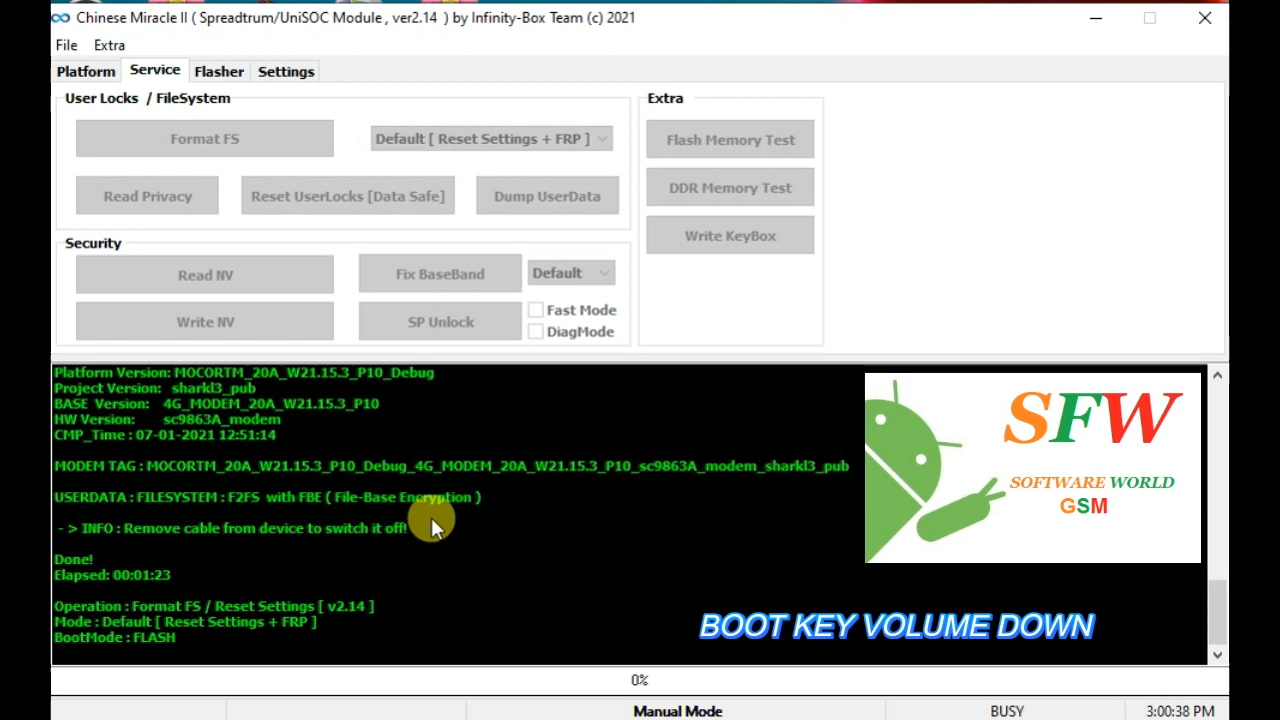 Chinese Miracle II ( Spreadtrum/UniSOC Module , ver2.14 ) by Infinity-Box Team (c) 2021
File Extra
Platform Service Flasher Settings
User Locks / FileSystem
Format FS Default [ Reset Settings + FRP ]
Read Privacy Reset UserLocks [Data Safe] Dump UserData
Security
Read NV Fix BaseBand Default
Write NV SP Unlock Fast Mode
DiagMode
Extra
Flash Memory Test
DDR Memory Test
Write KeyBox
Platform Version: MOCORTM_20A_W21.15.3_P10_Debug
Project Version: sharkl3_pub
BASE Version: 4G_MODEM_20A_W21.15.3_P10
HW Version: sc9863A_modem
CMP_Time : 07-01-2021 12:51:14
MODEM TAG : MOCORTM_20A_W21.15.3_P10_Debug_4G_MODEM_20A_W21.15.3_P10_sc9863A_modem_sharkl3_pub
USERDATA : FILESYSTEM : F2FS with FBE ( File-Base Encryption )
- > INFO : Remove cable from device to switch it off!
Done!
Elapsed: 00:01:23
Operation : Format FS / Reset Settings [ v2.14 ]
Mode : Default [ Reset Settings + FRP ]
BootMode : FLASH
SFW
SOFTWARE WORLD
GSM
BOOT KEY VOLUME DOWN
0%
Manual Mode BUSY 3:00:38 PM